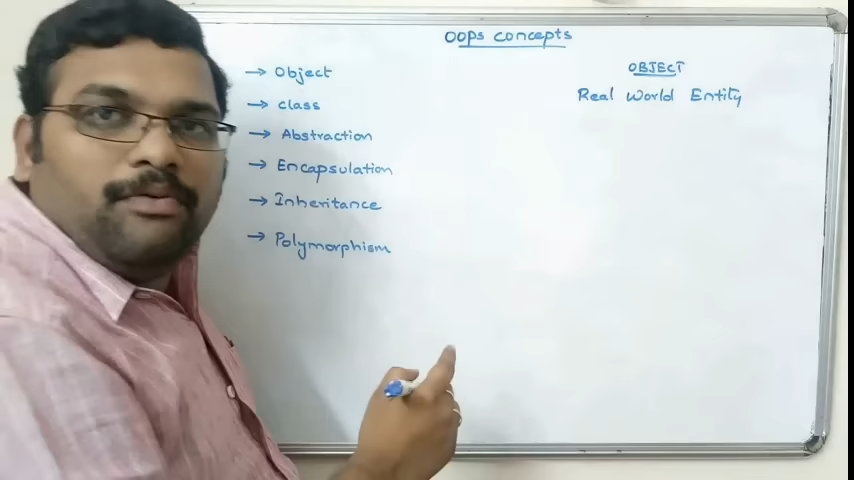 OOPS concepts
→ Object
→ class
→ Abstraction
→ Encapsulation
→ Inheritance
→ Polymorphism
OBJECT
Real World Entity